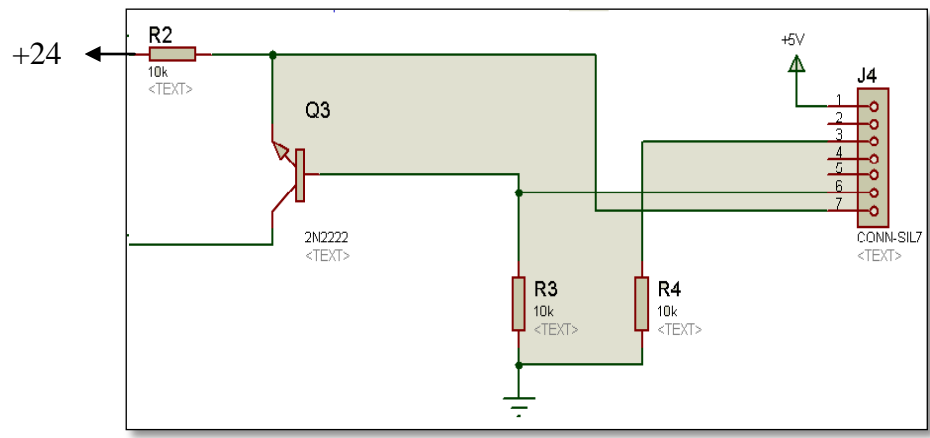 R2
+24
10k
<TEXT>
Q3
2N2222
<TEXT>
+5V
J4
1
2
3
4
5
6
7
CONN-SIL7
<TEXT>
R3
10k
<TEXT>
R4
10k
<TEXT>